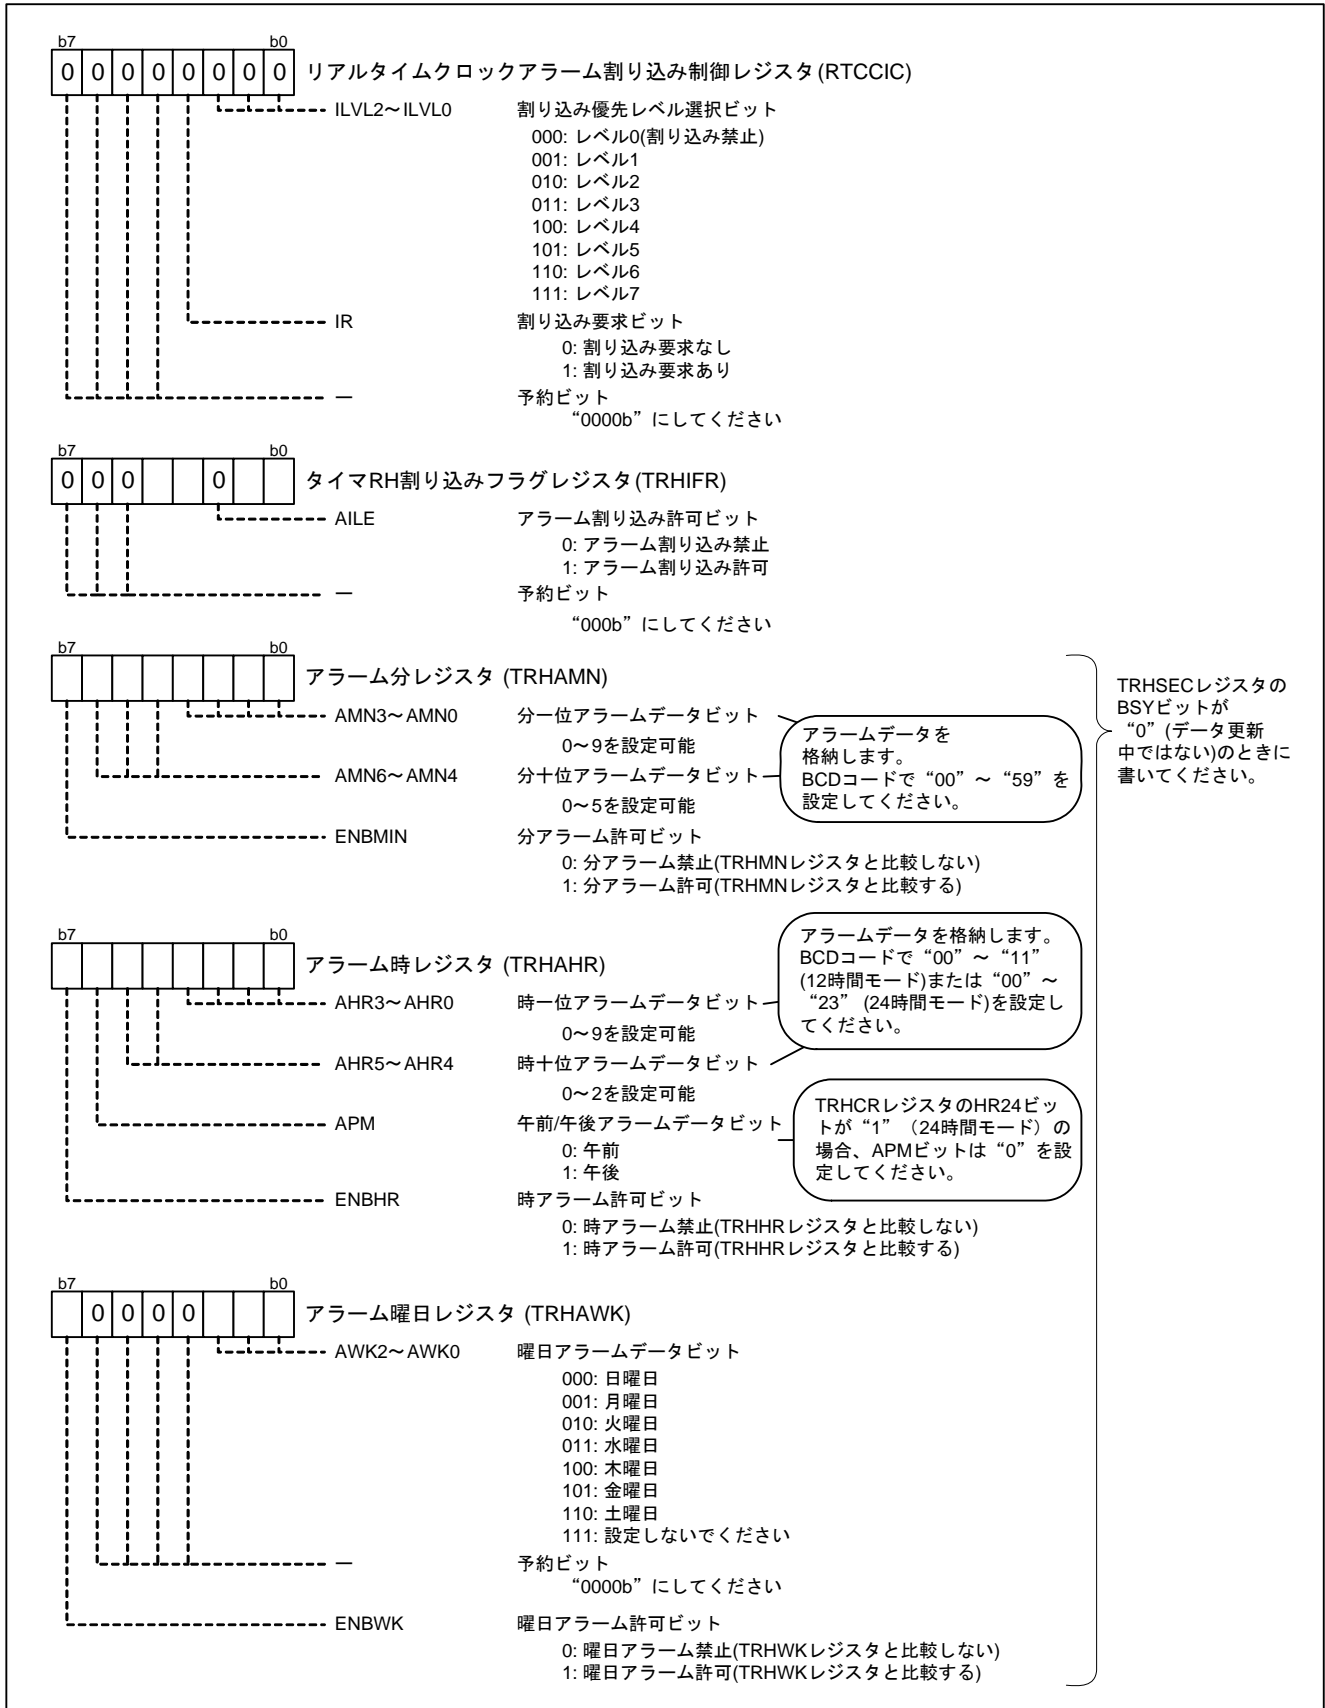 b7 b0
0 0 0 0 0 0 0 0 リアルタイムクロックアラーム割り込み制御レジスタ(RTCCIC)
ILVL2～ILVL0 割り込み優先レベル選択ビット
000: レベル0(割り込み禁止)
001: レベル1
010: レベル2
011: レベル3
100: レベル4
101: レベル5
110: レベル6
111: レベル7
IR 割り込み要求ビット
0: 割り込み要求なし
1: 割り込み要求あり
— 予約ビット
“0000b”にしてください
b7 b0
0 0 0 0 タイマRH割り込みフラグレジスタ(TRHIFR)
AILE アラーム割り込み許可ビット
0: アラーム割り込み禁止
1: アラーム割り込み許可
— 予約ビット
“000b”にしてください
b7 b0
アラーム分レジスタ (TRHAMN)
AMN3～AMN0 分一位アラームデータビット
0～9を設定可能
AMN6～AMN4 分十位アラームデータビット
0～5を設定可能
アラームデータを
格納します。
BCDコードで“00”～“59”を
設定してください。
ENBMIN 分アラーム許可ビット
0: 分アラーム禁止(TRHMNレジスタと比較しない)
1: 分アラーム許可(TRHMNレジスタと比較する)
TRHSECレジスタの
BSYビットが
“0”(データ更新
中ではない)のときに
書いてください。
b7 b0
アラーム時レジスタ (TRHAHR)
AHR3～AHR0 時一位アラームデータビット
0～9を設定可能
AHR5～AHR4 時十位アラームデータビット
0～2を設定可能
アラームデータを格納します。
BCDコードで“00”～“11”
(12時間モード)または“00”～
“23” (24時間モード)を設定し
てください。
APM 午前/午後アラームデータビット
0: 午前
1: 午後
TRHCRレジスタのHR24ビッ
トが“1”（24時間モード）の
場合、APMビットは“0”を設
定してください。
ENBHR 時アラーム許可ビット
0: 時アラーム禁止(TRHHRレジスタと比較しない)
1: 時アラーム許可(TRHHRレジスタと比較する)
b7 b0
0 0 0 0 アラーム曜日レジスタ (TRHAWK)
AWK2～AWK0 曜日アラームデータビット
000: 日曜日
001: 月曜日
010: 火曜日
011: 水曜日
100: 木曜日
101: 金曜日
110: 土曜日
111: 設定しないでください
— 予約ビット
“0000b”にしてください
ENBWK 曜日アラーム許可ビット
0: 曜日アラーム禁止(TRHWKレジスタと比較しない)
1: 曜日アラーム許可(TRHWKレジスタと比較する)